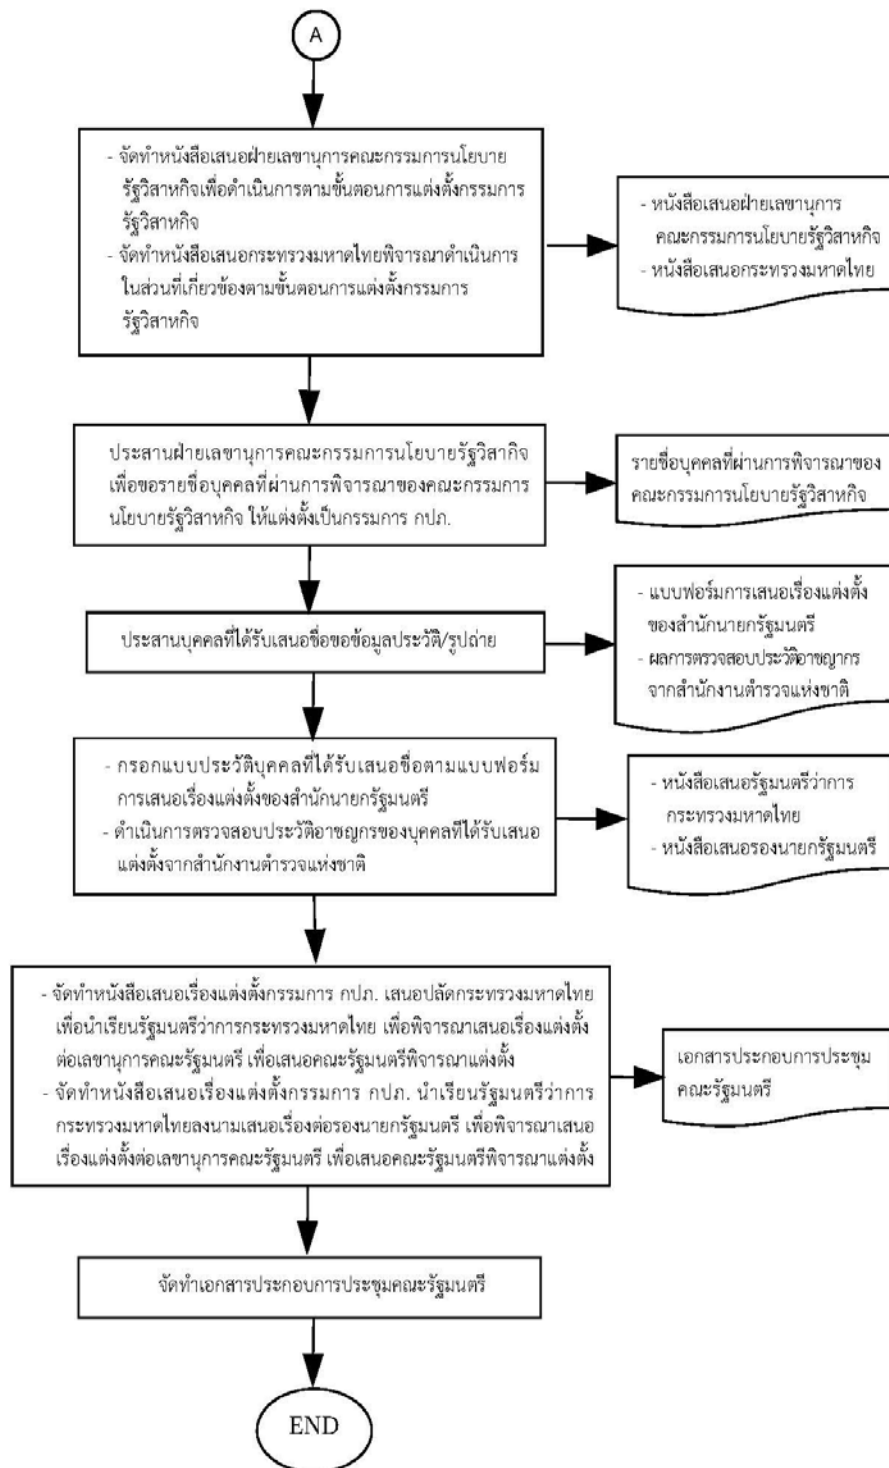 A
- จัดทำหนังสือเสนอฝ่ายเลขานุการคณะกรรมการนโยบาย
รัฐวิสาหกิจเพื่อดำเนินการตามขั้นตอนการแต่งตั้งกรรมการ
รัฐวิสาหกิจ
- จัดทำหนังสือเสนอกระทรวงมหาดไทยพิจารณาดำเนินการ
ในส่วนที่เกี่ยวข้องตามขั้นตอนการแต่งตั้งกรรมการ
รัฐวิสาหกิจ
- หนังสือเสนอฝ่ายเลขานุการ
คณะกรรมการนโยบายรัฐวิสาหกิจ
- หนังสือเสนอกระทรวงมหาดไทย
ประสานฝ่ายเลขานุการคณะกรรมการนโยบายรัฐวิสากิจ
เพื่อขอรายชื่อบุคคลที่ผ่านการพิจารณาของคณะกรรมการ
นโยบายรัฐวิสาหกิจ ให้แต่งตั้งเป็นกรรมการ กปภ.
รายชื่อบุคคลที่ผ่านการพิจารณาของ
คณะกรรมการนโยบายรัฐวิสาหกิจ
ประสานบุคคลที่ได้รับเสนอชื่อขอข้อมูลประวัติ/รูปถ่าย
- แบบฟอร์มการเสนอเรื่องแต่งตั้ง
ของสำนักนายกรัฐมนตรี
- ผลการตรวจสอบประวัติอาชญากร
จากสำนักงานตำรวจแห่งชาติ
- กรอกแบบประวัติบุคคลที่ได้รับเสนอชื่อตามแบบฟอร์ม
การเสนอเรื่องแต่งตั้งของสำนักนายกรัฐมนตรี
- ดำเนินการตรวจสอบประวัติอาชญกรของบุคคลทีได้รับเสนอ
แต่งตั้งจากสำนักงานตำรวจแห่งชาติ
- หนังสือเสนอรัฐมนตรีว่าการ
กระทรวงมหาดไทย
- หนังสือเสนอรองนายกรัฐมนตรี
- จัดทำหนังสือเสนอเรื่องแต่งตั้งกรรมการ กปภ. เสนอปลัดกระทรวงมหาดไทย
เพื่อนำเรียนรัฐมนตรีว่าการกระทรวงมหาดไทย เพื่อพิจารณาเสนอเรื่องแต่งตั้ง
ต่อเลขานุการคณะรัฐมนตรี เพื่อเสนอคณะรัฐมนตรีพิจารณาแต่งตั้ง
- จัดทำหนังสือเสนอเรื่องแต่งตั้งกรรมการ กปภ. นำเรียนรัฐมนตรีว่าการ
กระทรวงมหาดไทยลงนามเสนอเรื่องต่อรองนายกรัฐมนตรี เพื่อพิจารณาเสนอ
เรื่องแต่งตั้งต่อเลขานุการคณะรัฐมนตรี เพื่อเสนอคณะรัฐมนตรีพิจารณาแต่งตั้ง
เอกสารประกอบการประชุม
คณะรัฐมนตรี
จัดทำเอกสารประกอบการประชุมคณะรัฐมนตรี
END